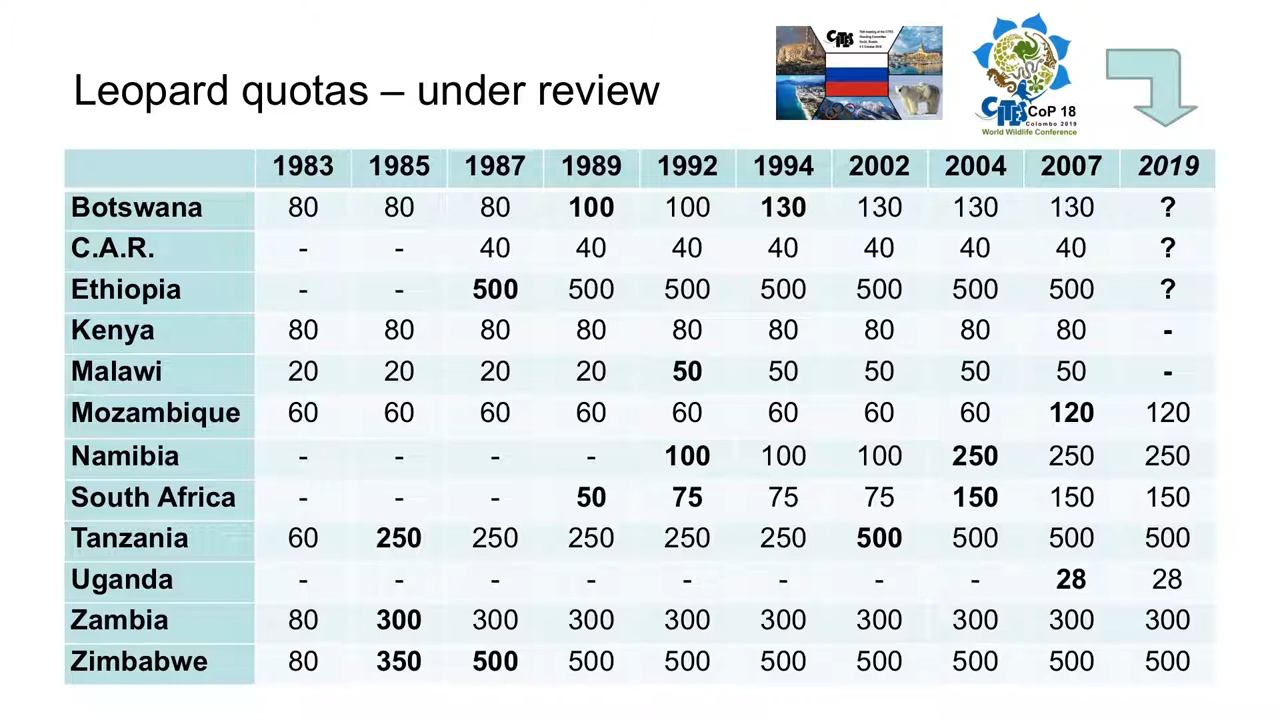 Leopard quotas – under review
CITES
CITES CoP 18
Colombo 2019
World Wildlife Conference
1983 1985 1987 1989 1992 1994 2002 2004 2007 2019
Botswana 80 80 80 100 100 130 130 130 130 ?
C.A.R. - - 40 40 40 40 40 40 40 ?
Ethiopia - - 500 500 500 500 500 500 500 ?
Kenya 80 80 80 80 80 80 80 80 80 -
Malawi 20 20 20 20 50 50 50 50 50 -
Mozambique 60 60 60 60 60 60 60 60 120 120
Namibia - - - - 100 100 100 250 250 250
South Africa - - - 50 75 75 75 150 150 150
Tanzania 60 250 250 250 250 250 500 500 500 500
Uganda - - - - - - - - 28 28
Zambia 80 300 300 300 300 300 300 300 300 300
Zimbabwe 80 350 500 500 500 500 500 500 500 500